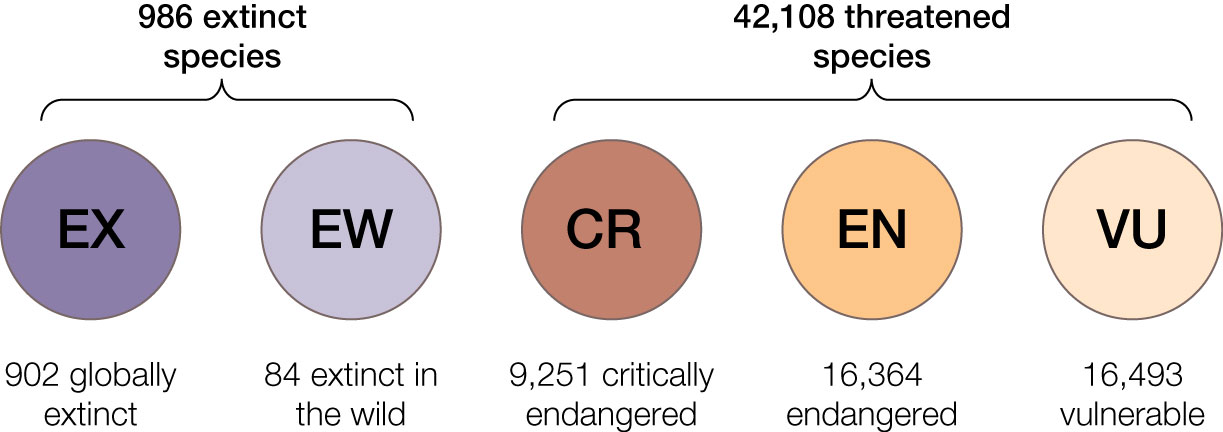 986 extinct
species
42,108 threatened
species
EX
EW
CR
EN
VU
902 globally
extinct
84 extinct in
the wild
9,251 critically
endangered
16,364
endangered
16,493
vulnerable